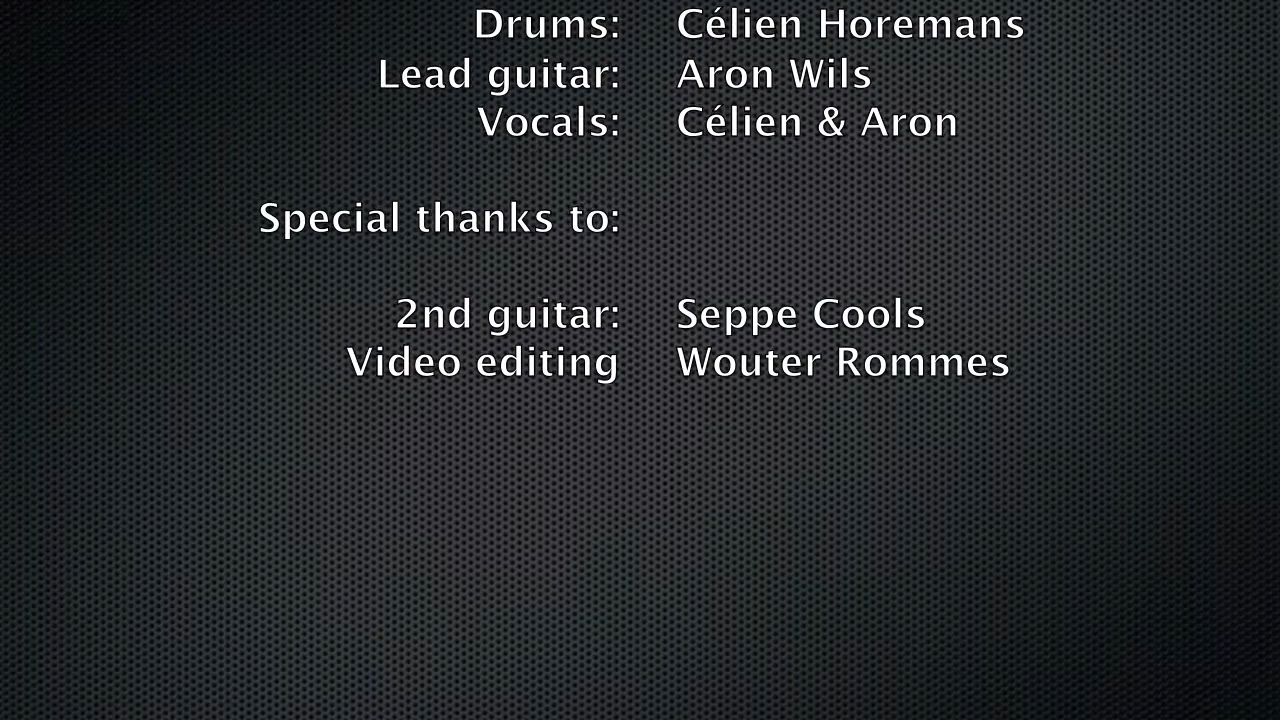 Drums: Célien Horemans
Lead guitar: Aron Wils
Vocals: Célien & Aron
Special thanks to:
2nd guitar: Seppe Cools
Video editing Wouter Rommes